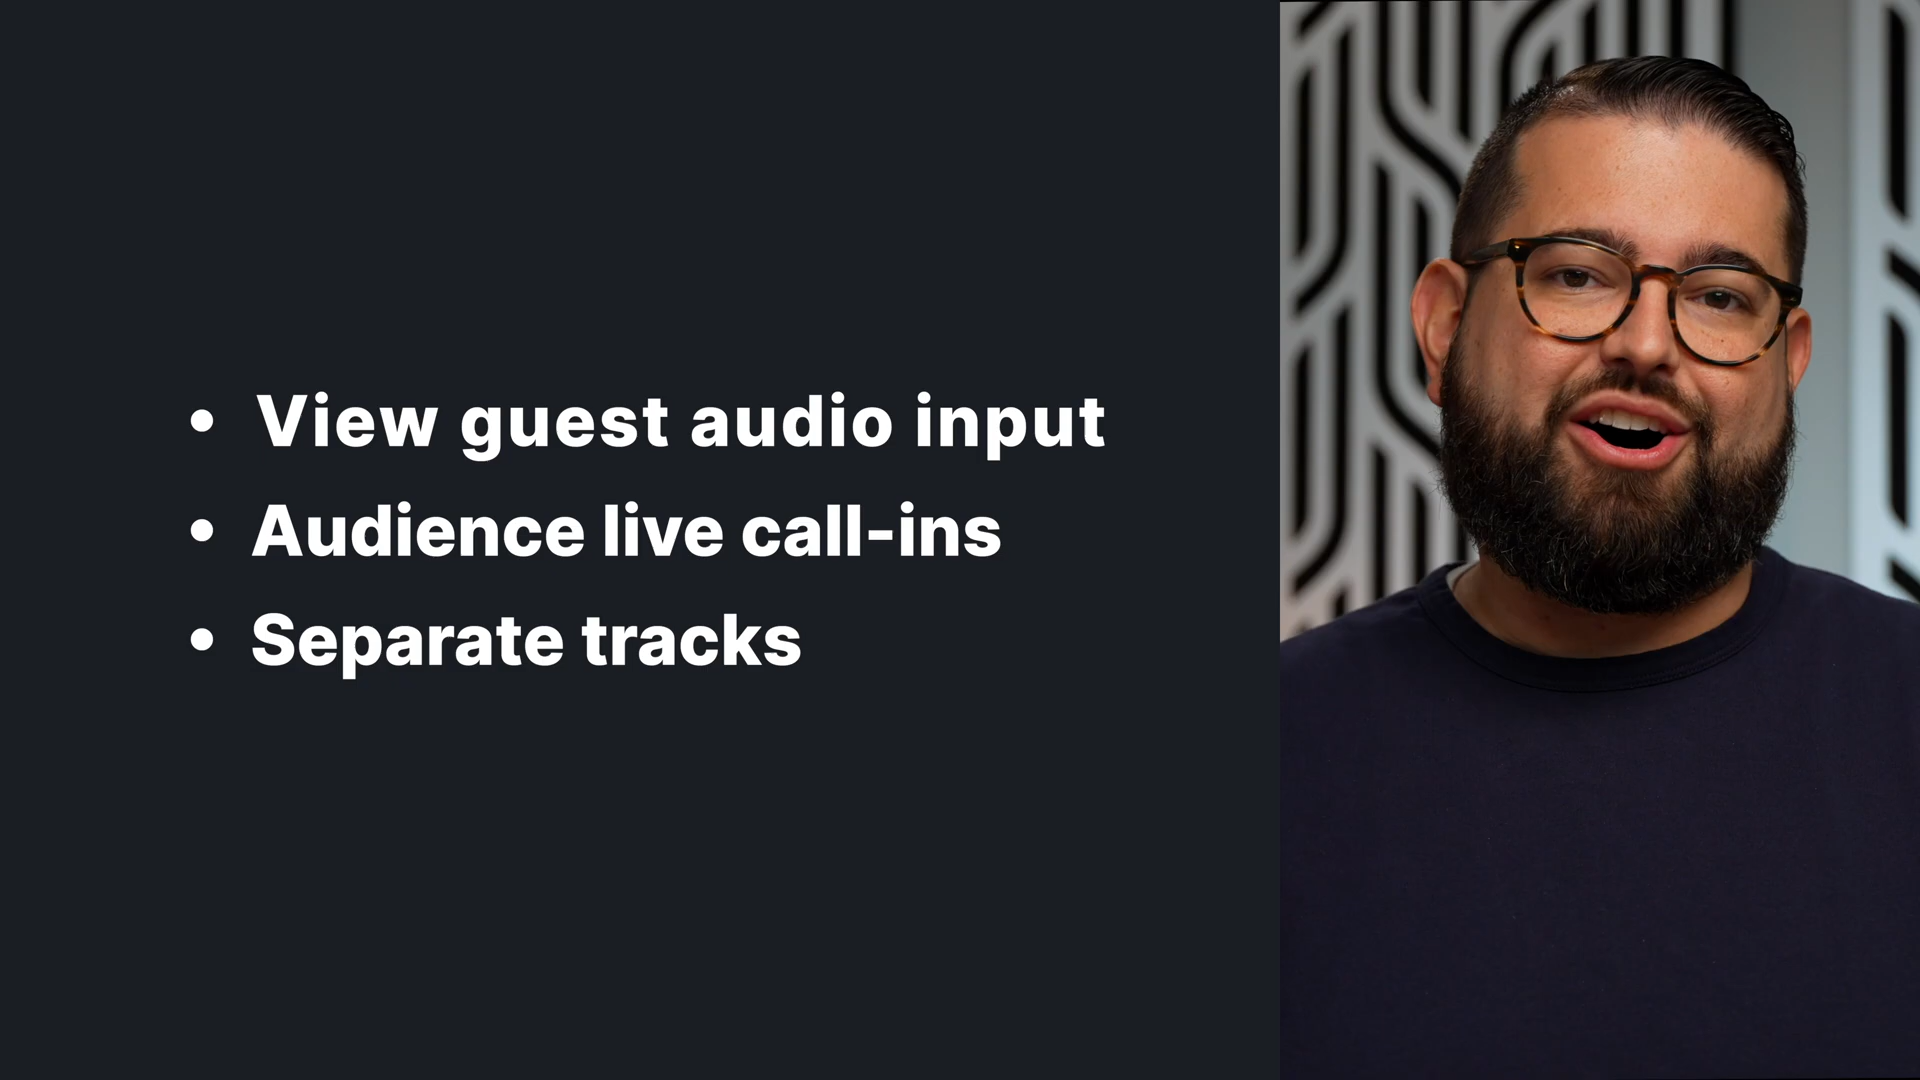 • View guest audio input
• Audience live call-ins
• Separate tracks